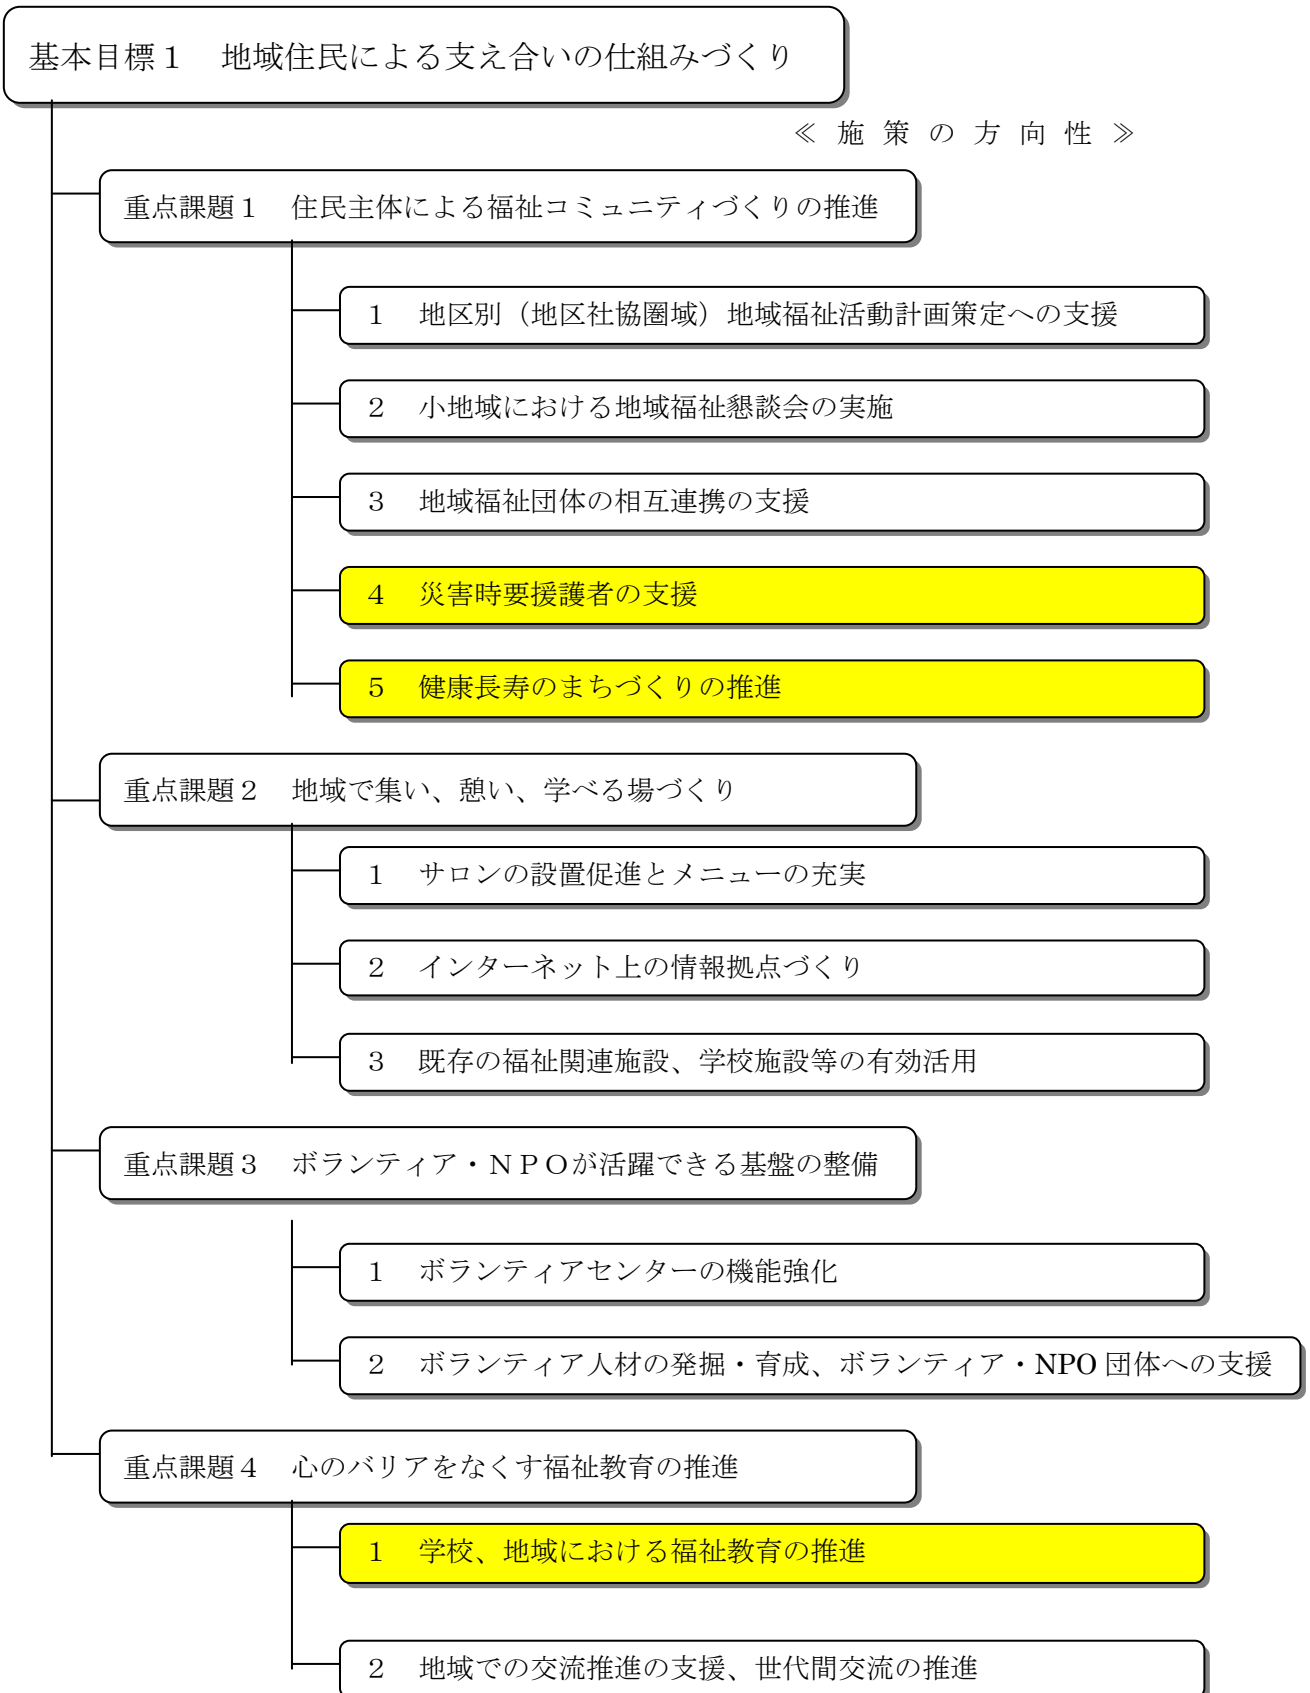 基本目標１　地域住民による支え合いの仕組みづくり
≪施策の方向性≫
重点課題１　住民主体による福祉コミュニティづくりの推進
１　地区別（地区社協圏域）地域福祉活動計画策定への支援
２　小地域における地域福祉懇談会の実施
３　地域福祉団体の相互連携の支援
４　災害時要援護者の支援
５　健康長寿のまちづくりの推進
重点課題２　地域で集い、憩い、学べる場づくり
１　サロンの設置促進とメニューの充実
２　インターネット上の情報拠点づくり
３　既存の福祉関連施設、学校施設等の有効活用
重点課題３　ボランティア・ＮＰＯが活躍できる基盤の整備
１　ボランティアセンターの機能強化
２　ボランティア人材の発掘・育成、ボランティア・NPO 団体への支援
重点課題４　心のバリアをなくす福祉教育の推進
１　学校、地域における福祉教育の推進
２　地域での交流推進の支援、世代間交流の推進